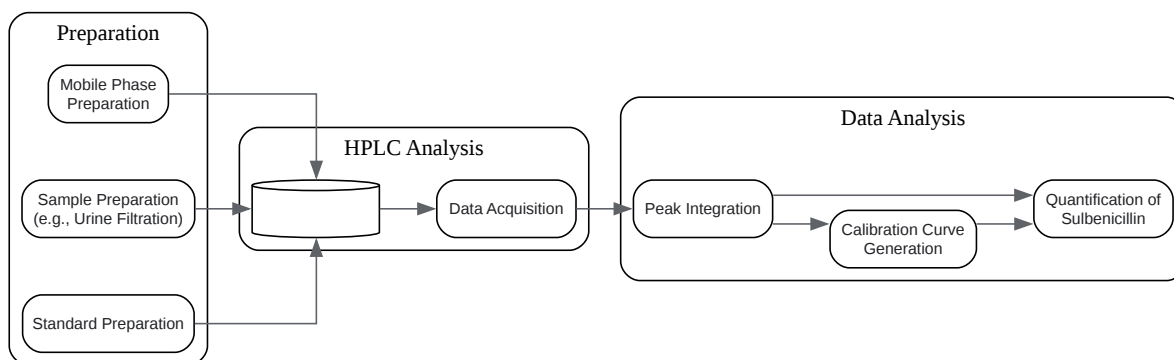 Preparation
Mobile Phase
Preparation
Sample Preparation
(e.g., Urine Filtration)
Standard Preparation
HPLC Analysis
Data Acquisition
Data Analysis
Peak Integration
Calibration Curve
Generation
Quantification of
Sulbenicillin